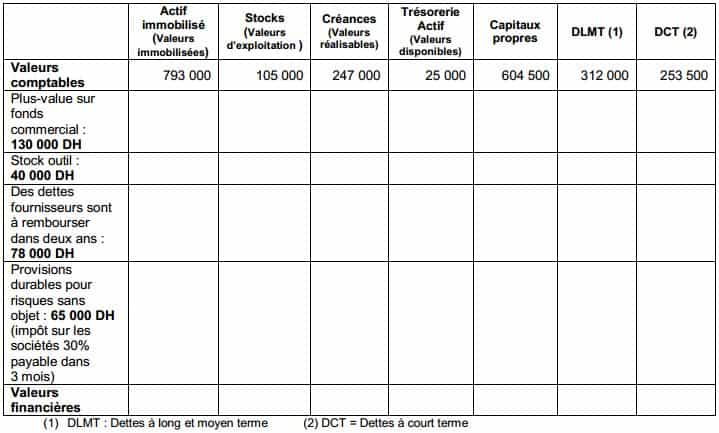 Actif immobilisé (Valeurs immobilisées)
Stocks (Valeurs d'exploitation )
Créances (Valeurs réalisables)
Trésorerie Actif (Valeurs disponibles)
Capitaux propres
DLMT (1)
DCT (2)
Valeurs comptables
793 000
105 000
247 000
25 000
604 500
312 000
253 500
Plus-value sur
fonds
commercial :
130 000 DH
Stock outil :
40 000 DH
Des dettes
fournisseurs sont
à rembourser
dans deux ans :
78 000 DH
Provisions
durables pour
risques sans
objet : 65 000 DH
(impôt sur les
sociétés 30%
payable dans
3 mois)
Valeurs
financières
(1) DLMT : Dettes à long et moyen terme (2) DCT = Dettes à court terme